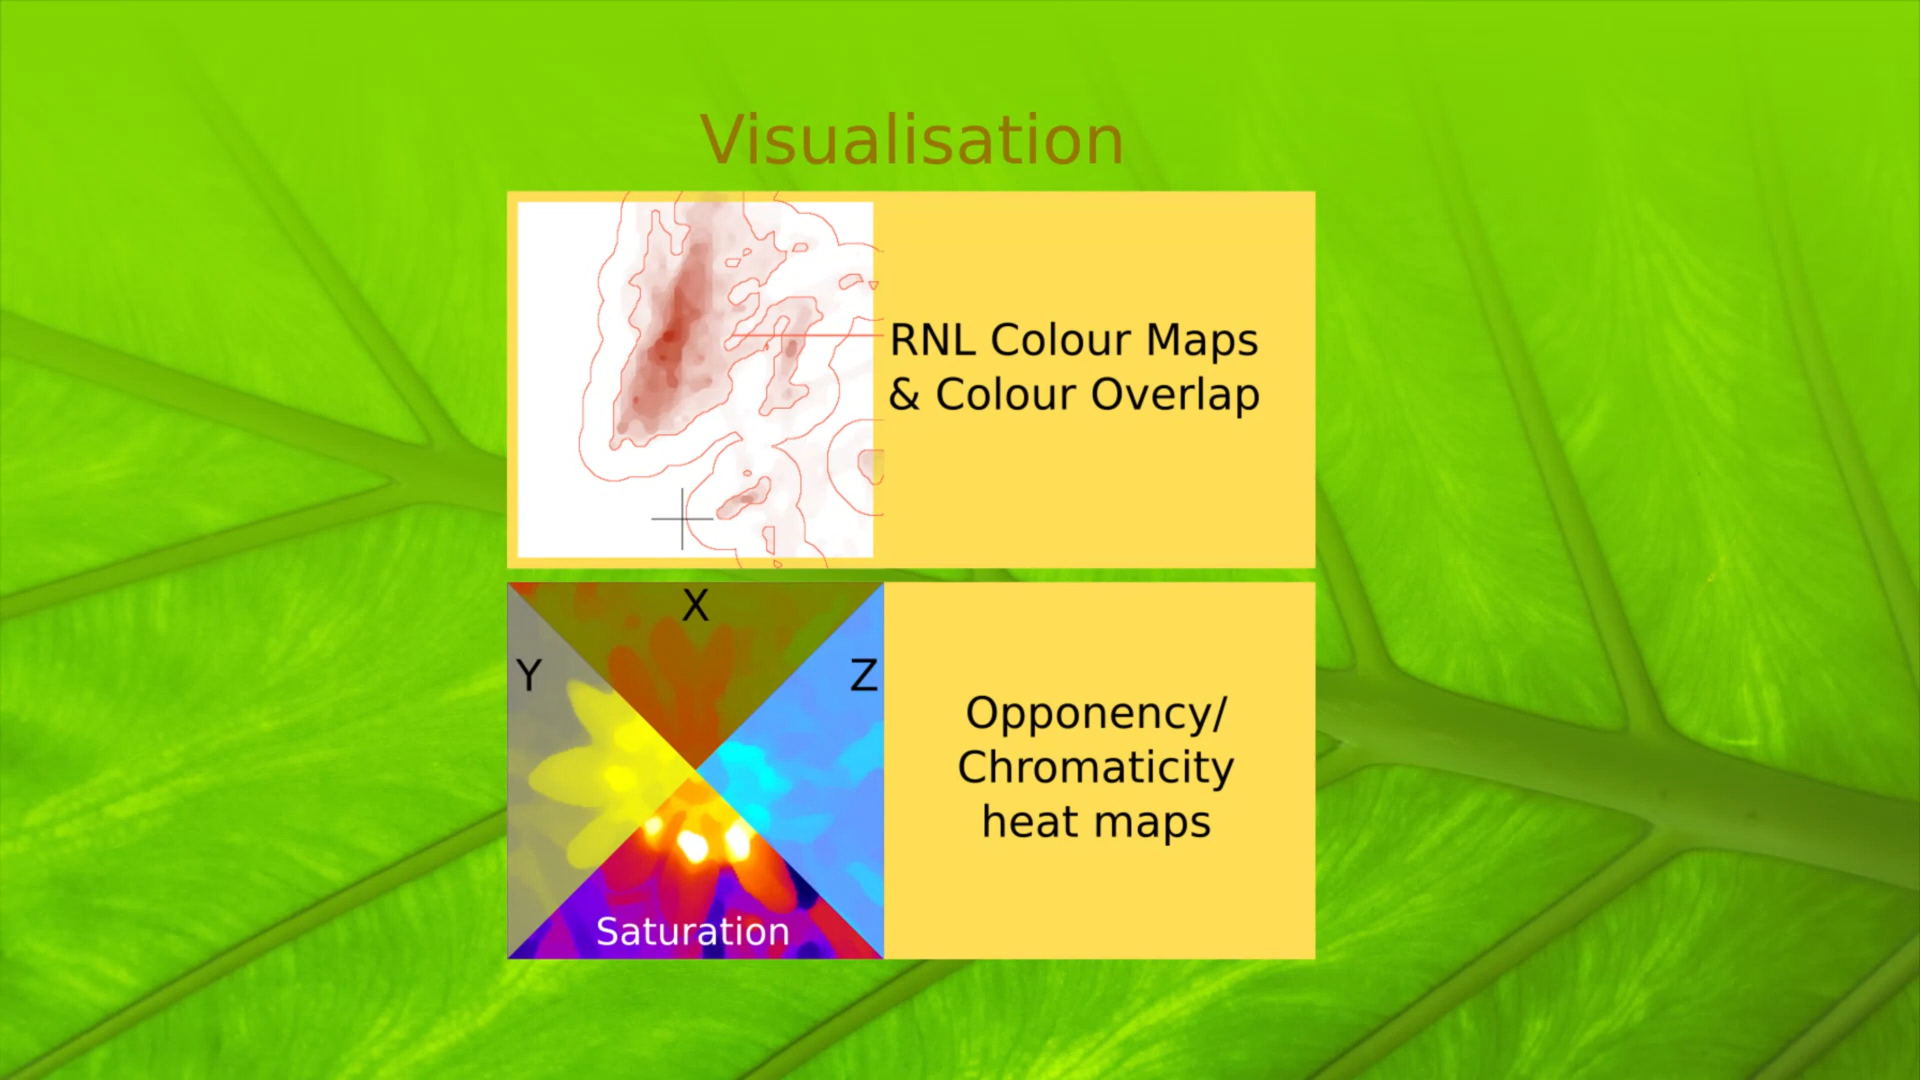 Visualisation
RNL Colour Maps
& Colour Overlap
X
Y
Z
Saturation
Opponency/
Chromaticity
heat maps